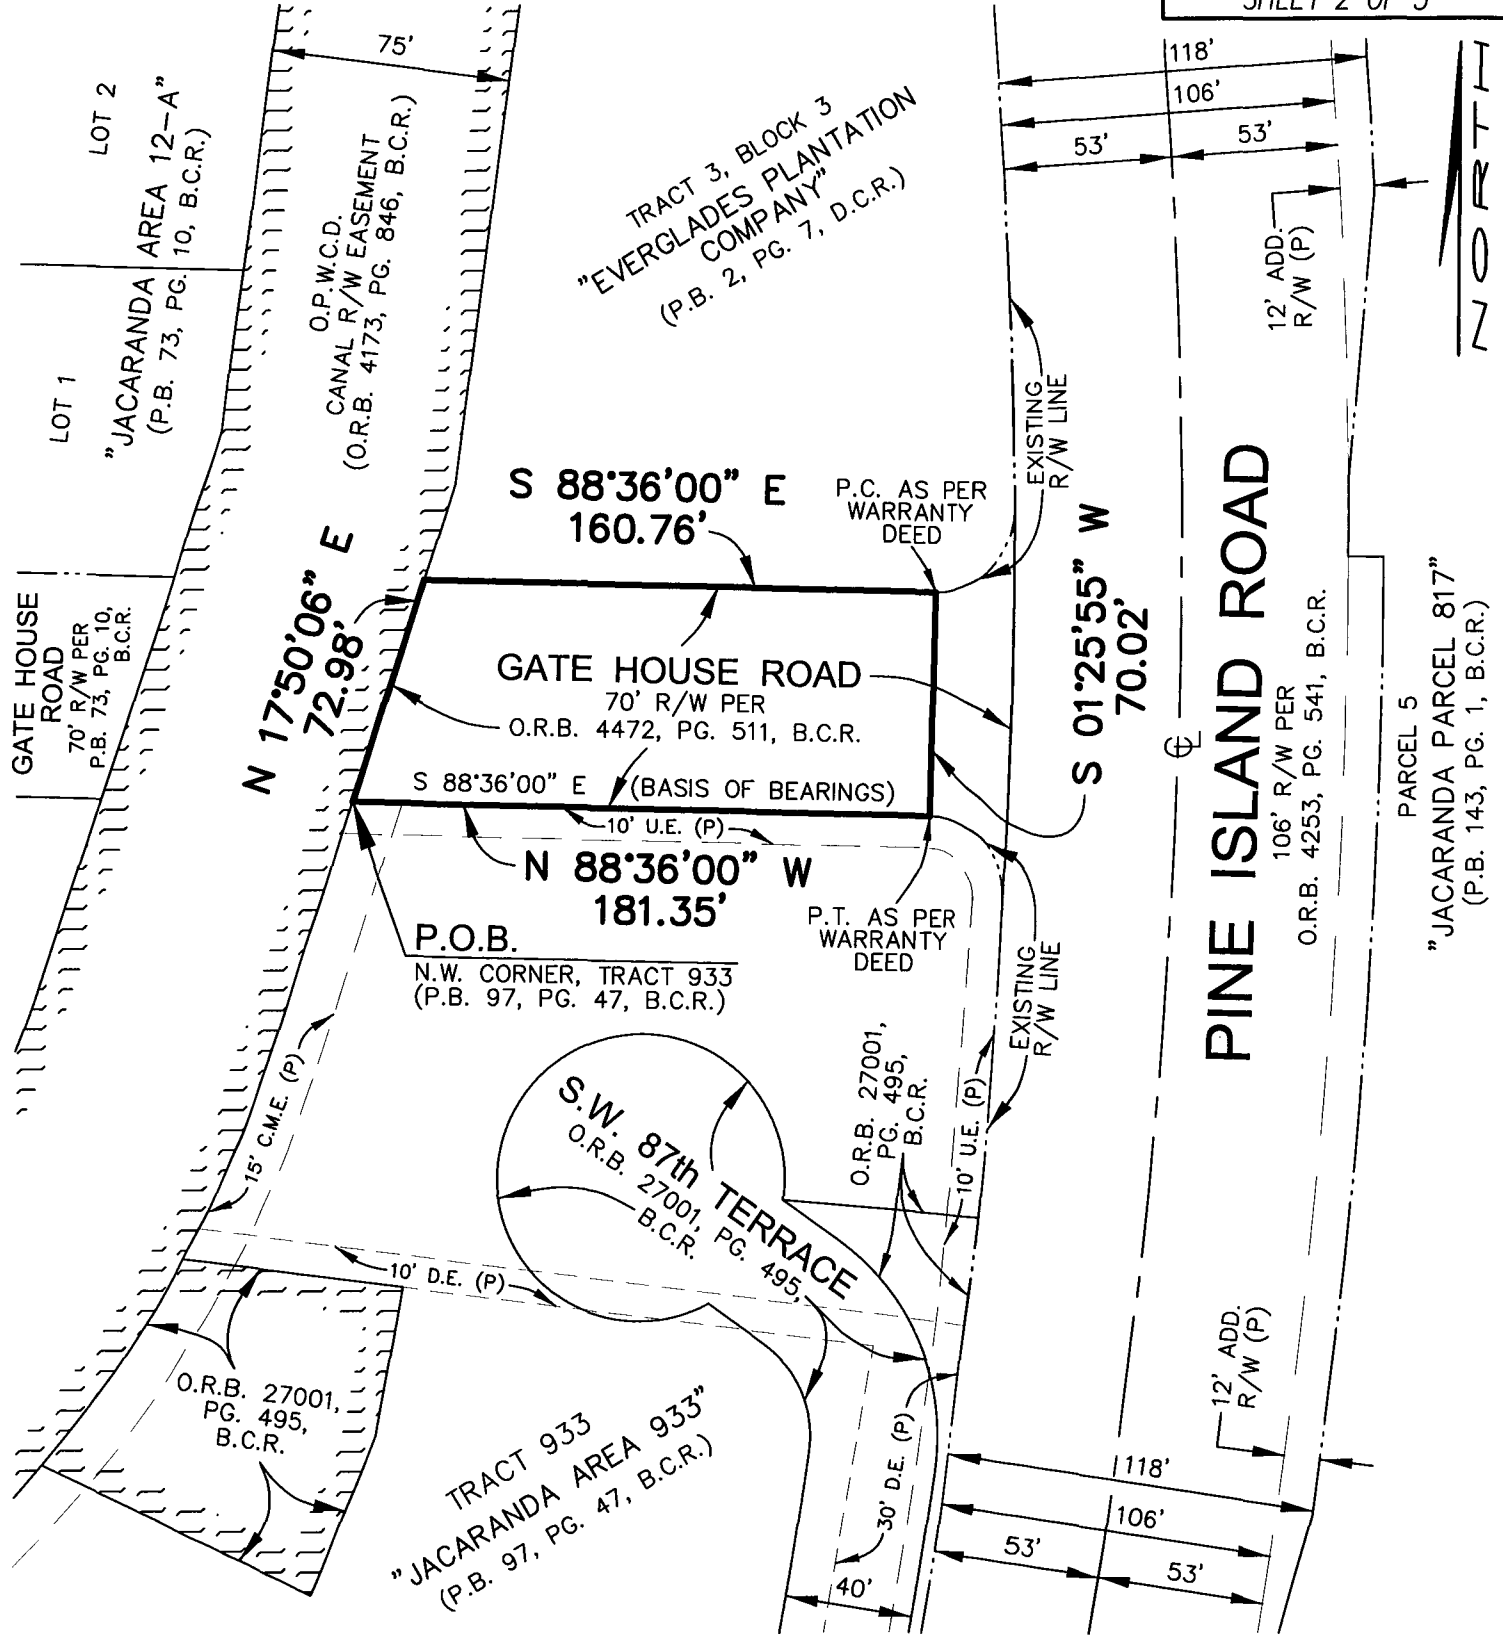 SHEET 2 OF 3
NORTH
75'
118'
106'
53'
53'
LOT 2
"JACARANDA AREA 12-A"
(P.B. 73, PG. 10, B.C.R.)
LOT 1
O.P.W.C.D.
CANAL R/W EASEMENT
(O.R.B. 4173, PG. 846, B.C.R.)
TRACT 3, BLOCK 3
"EVERGLADES PLANTATION
COMPANY"
(P.B. 2, PG. 7, D.C.R.)
12' ADD.
R/W (P)
EXISTING
R/W LINE
S 88°36'00" E
160.76'
P.C. AS PER
WARRANTY
DEED
N 17°50'06" E
72.98'
S 01°25'55" W
70.02'
GATE HOUSE
ROAD
70' R/W PER
P.B. 73, PG. 10,
B.C.R.
GATE HOUSE ROAD
70' R/W PER
O.R.B. 4472, PG. 511, B.C.R.
S 88°36'00" E (BASIS OF BEARINGS)
10' U.E. (P)
N 88°36'00" W
181.35'
P.O.B.
N.W. CORNER, TRACT 933
(P.B. 97, PG. 47, B.C.R.)
P.T. AS PER
WARRANTY
DEED
EXISTING
R/W LINE
℄
PINE ISLAND ROAD
106' R/W PER
O.R.B. 4253, PG. 541, B.C.R.
PARCEL 5
"JACARANDA PARCEL 817"
(P.B. 143, PG. 1, B.C.R.)
15' C.M.E. (P)
S.W. 87th TERRACE
O.R.B. 27001, PG. 495,
B.C.R.
O.R.B. 27001,
PG. 495,
B.C.R.
10' U.E. (P)
10' D.E. (P)
O.R.B. 27001,
PG. 495,
B.C.R.
TRACT 933
"JACARANDA AREA 933"
(P.B. 97, PG. 47, B.C.R.)
30' D.E. (P)
12' ADD.
R/W (P)
118'
106'
53'
53'
40'